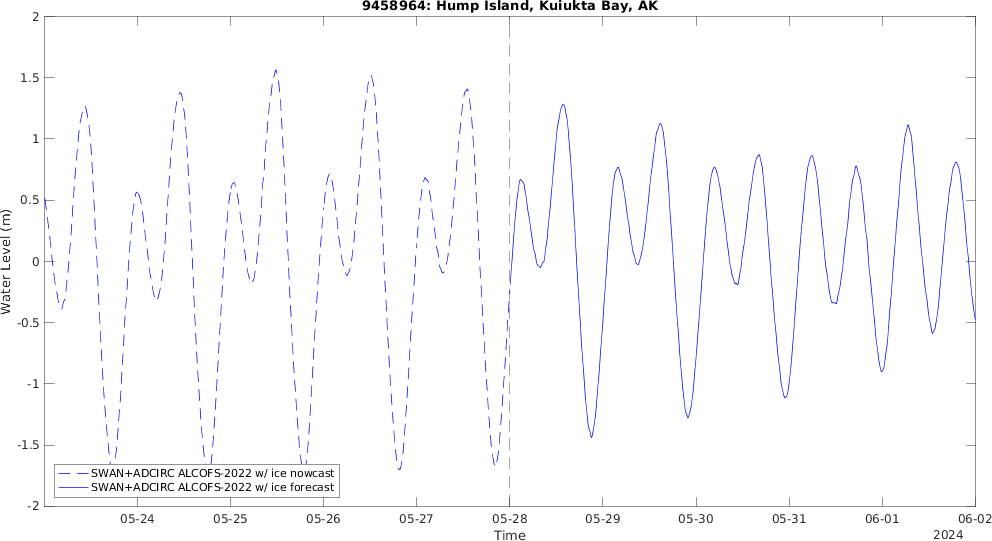 9458964: Hump Island, Kuiukta Bay, AK
2
1.5
1
0.5
0
-0.5
-1
-1.5
-2
Water Level (m)
SWAN+ADCIRC ALCOFS-2022 w/ ice nowcast
SWAN+ADCIRC ALCOFS-2022 w/ ice forecast
05-24 05-25 05-26 05-27 05-28 05-29 05-30 05-31 06-01 06-02
Time
2024